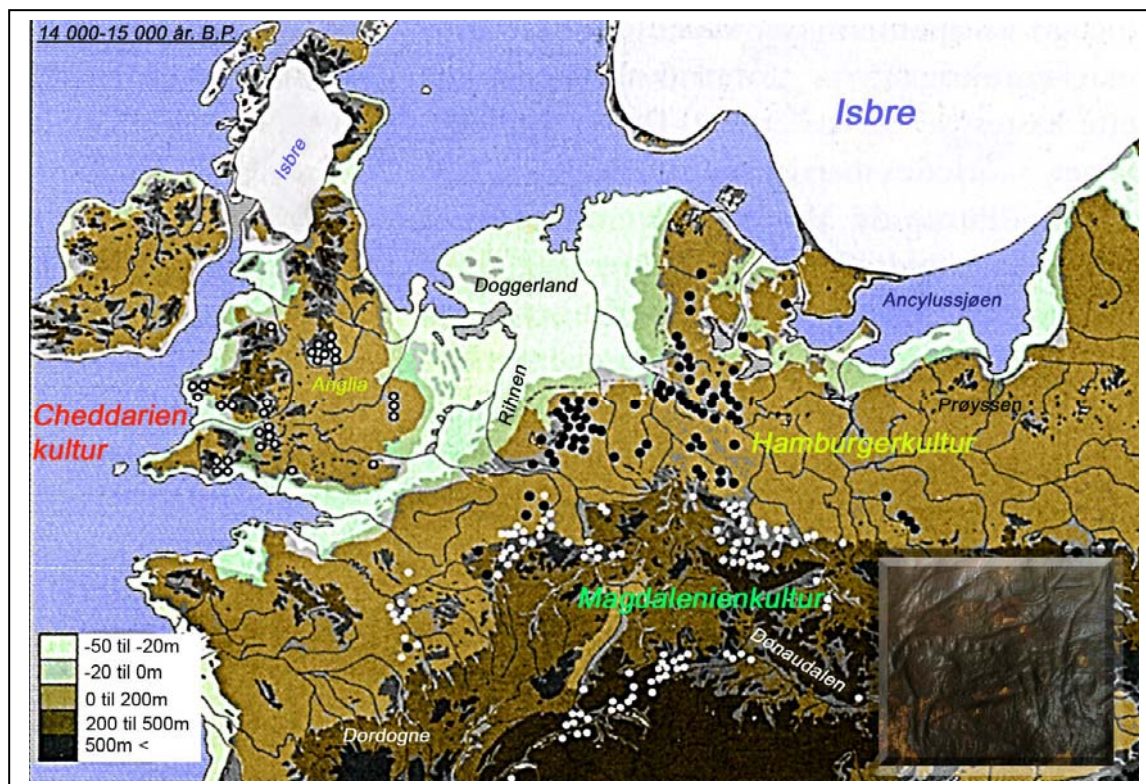 14 000-15 000 år. B.P.
Isbre
Isbre
Doggerland
Ancylussjøen
Anglia
Rihnen
Prøyssen
Cheddarien
kultur
Hamburgerkultur
Magdalenienkultur
Donaudalen
Dordogne
-50 til -20m
-20 til 0m
0 til 200m
200 til 500m
500m <